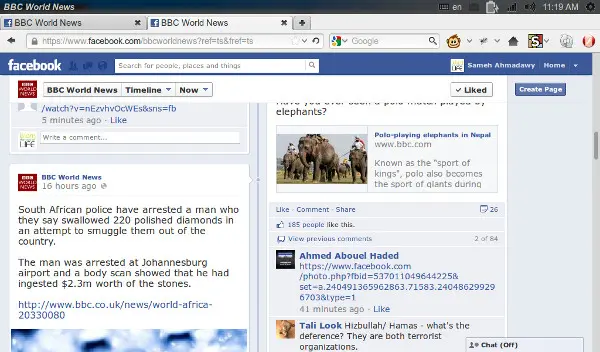 BBC World News
en
11:19 AM
BBC World News
BBC World News
https://www.facebook.com/bbcworldnews?ref=ts&fref=ts
Google
facebook
Search for people, places and things
Sameh Ahmadawy
Home
BBC WORLD NEWS
BBC World News
Timeline
Now
Liked
Create Page
/watch?v=nEzvhvOcWEs&sns=fb
5 minutes ago · Like
Write a comment...
BBC World News
16 hours ago
South African police have arrested a man who
they say swallowed 220 polished diamonds in
an attempt to smuggle them out of the
country.
The man was arrested at Johannesburg
airport and a body scan showed that he had
ingested $2.3m worth of the stones.
http://www.bbc.co.uk/news/world-africa-
20330080
Have you ever seen a polo match played by
elephants?
Polo-playing elephants in Nepal
www.bbc.com
Known as the “sport of
kings”, polo also becomes
the sport of giants during
Like · Comment · Share
26
185 people like this.
View previous comments
2 of 84
Ahmed Abouel Haded
https://www.facebook.com
/photo.php?fbid=537011049644225&
set=a.240491365962863.71583.24048629929
6703&type=1
41 minutes ago · Like
Tali Look Hizbullah/ Hamas - what's the
deference? They are both terrorist
organizations.
Chat (Off)